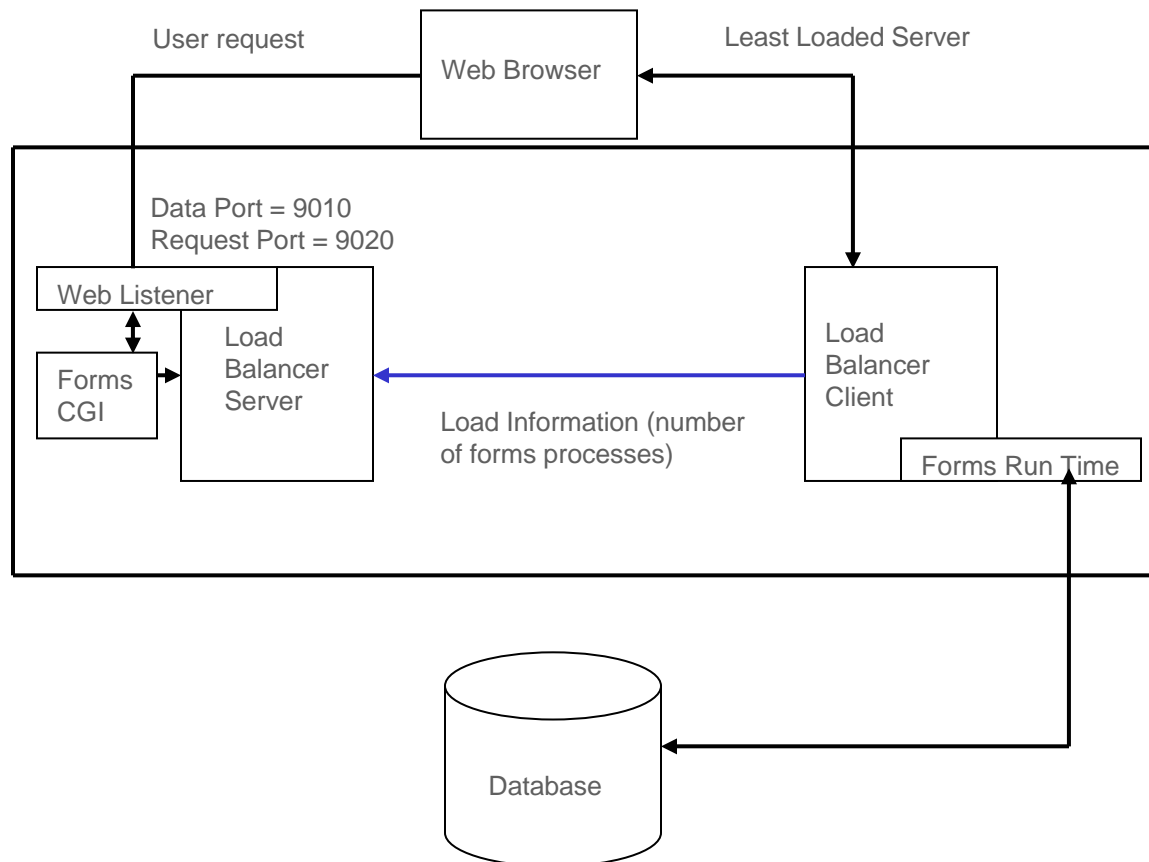 User request
Web Browser
Least Loaded Server
Data Port = 9010
Request Port = 9020
Web Listener
Forms
CGI
Load
Balancer
Server
Load Information (number
of forms processes)
Load
Balancer
Client
Forms Run Time
Database